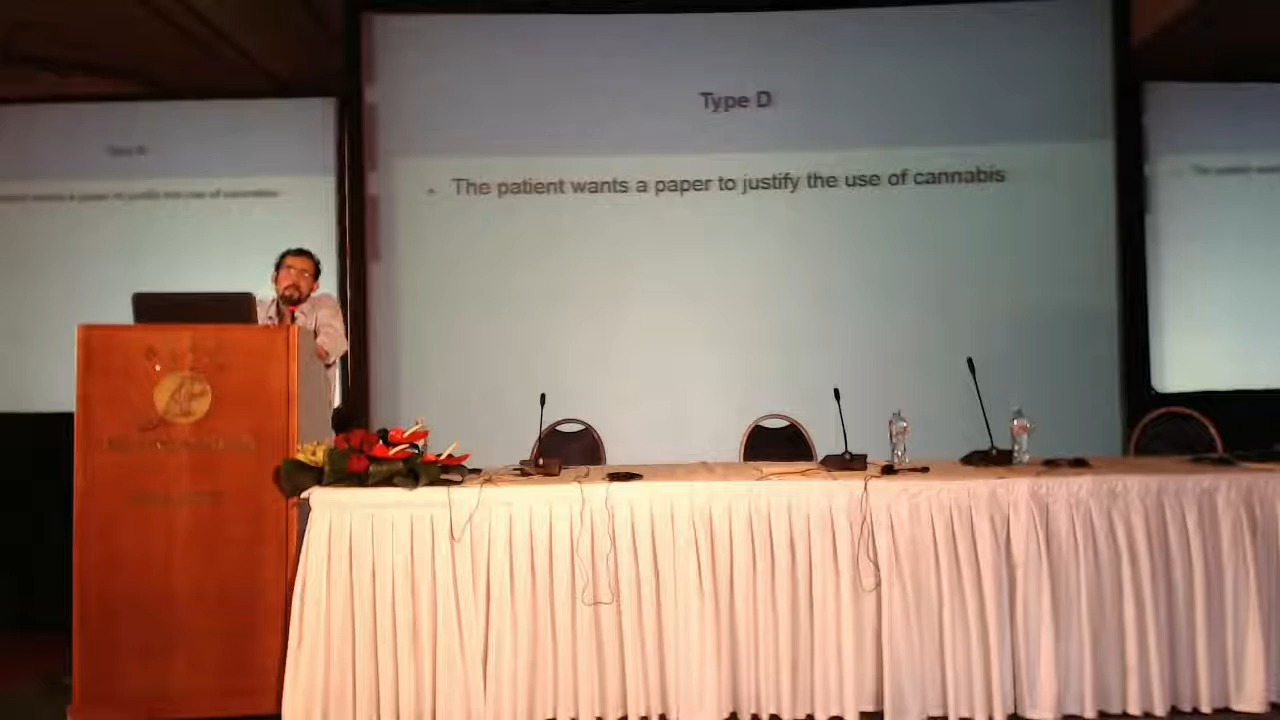 Type D
The patient wants a paper to justify the use of cannabis